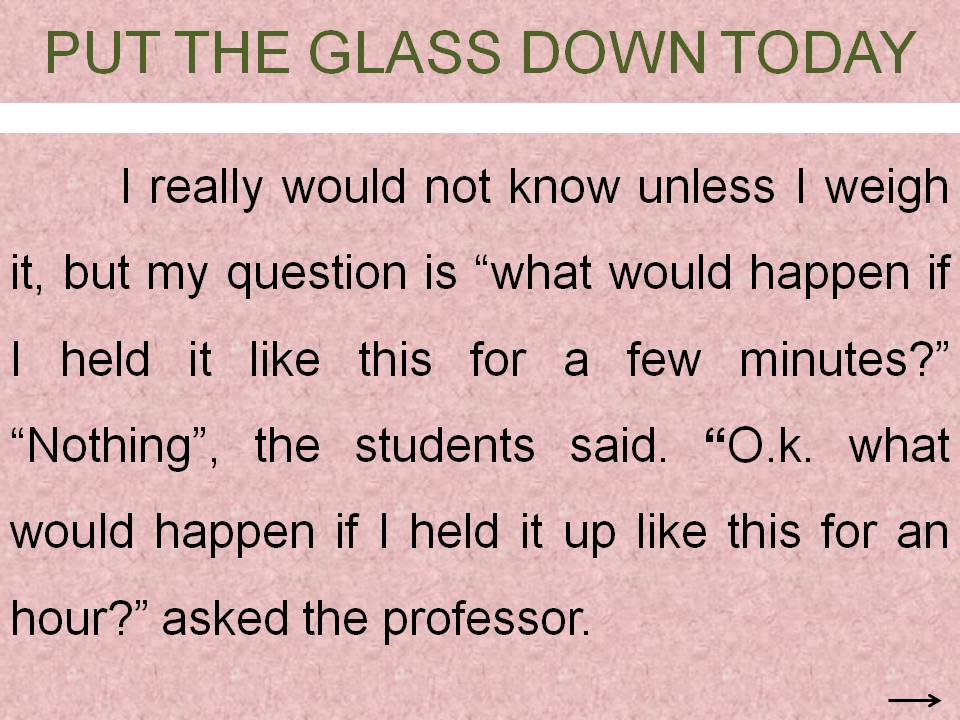 PUT THE GLASS DOWN TODAY
I really would not know unless I weigh
it, but my question is “what would happen if
I held it like this for a few minutes?”
“Nothing”, the students said. “O.k. what
would happen if I held it up like this for an
hour?” asked the professor.